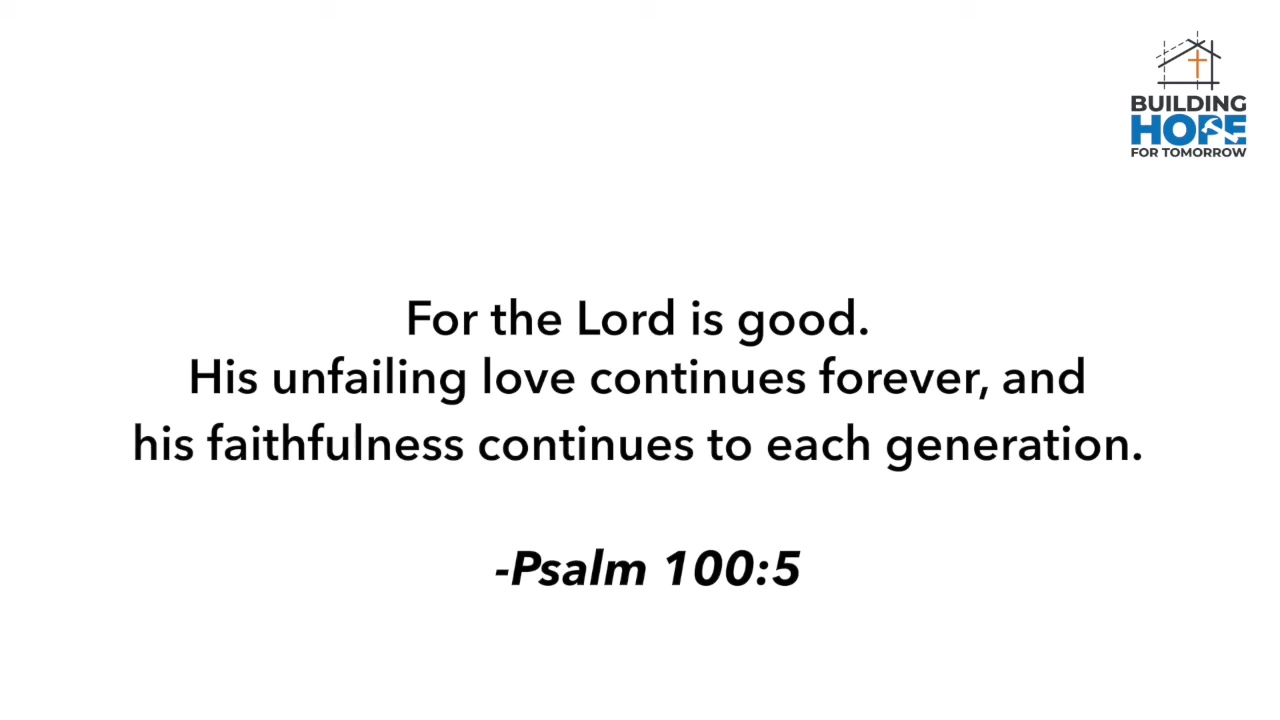 BUILDING
HOPE
FOR TOMORROW
For the Lord is good.
His unfailing love continues forever, and
his faithfulness continues to each generation.
-Psalm 100:5